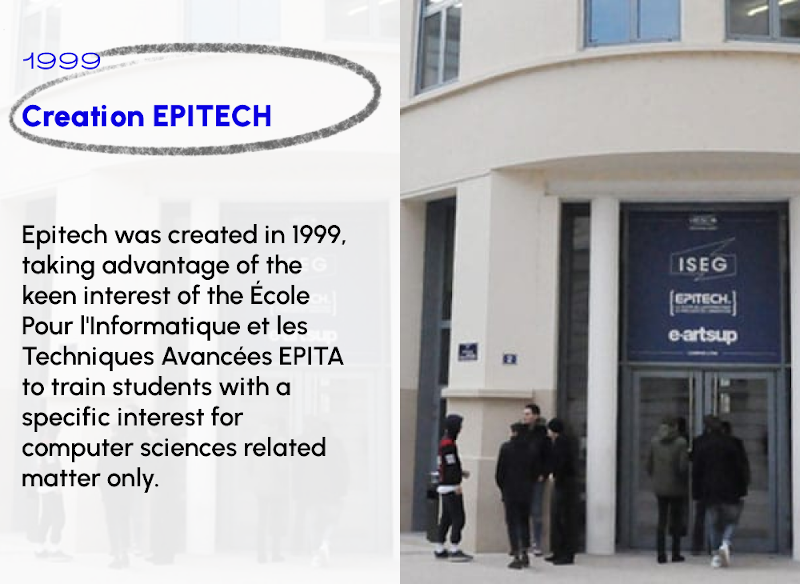 1999
Creation EPITECH
Epitech was created in 1999,
taking advantage of the
keen interest of the École
Pour l'Informatique et les
Techniques Avancées EPITA
to train students with a
specific interest for
computer sciences related
matter only.
ISEG
[EPITECH.]
e-artsup
2